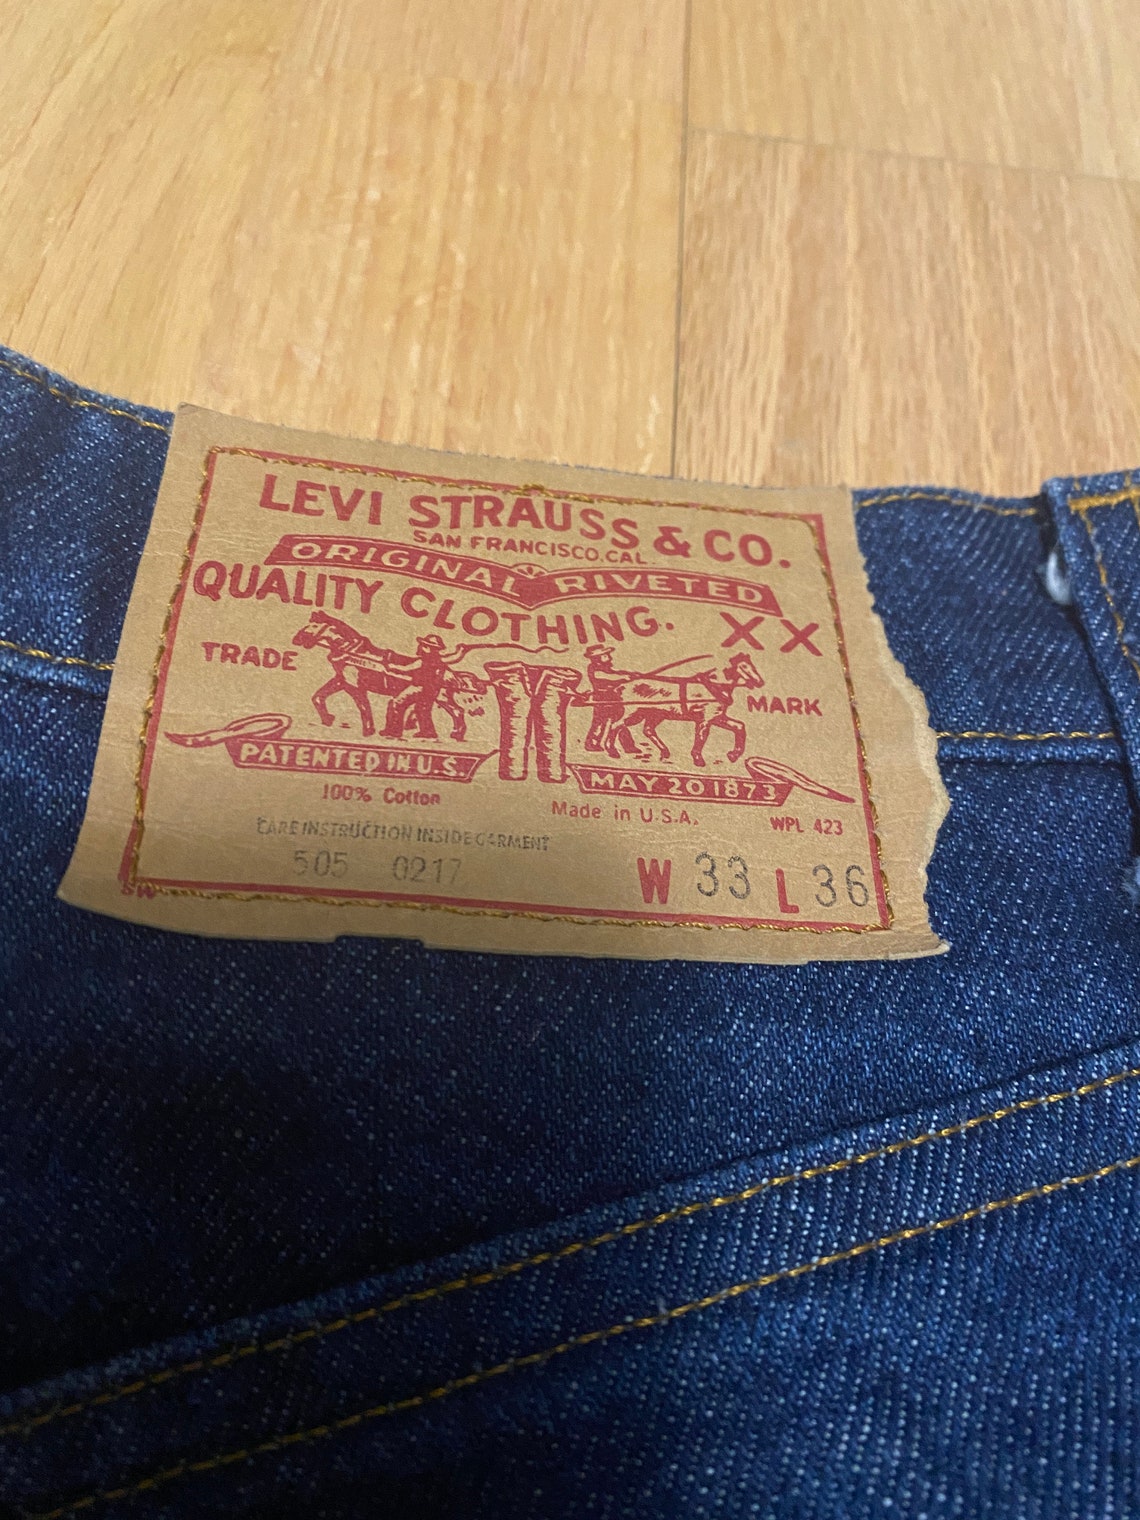 LEVI STRAUSS & CO.
SAN FRANCISCO, CAL
ORIGINAL RIVETED
QUALITY CLOTHING. XX
TRADE MARK
PATENTED IN U.S. MAY 20 1873
100% Cotton Made in U.S.A. WPL 423
CARE INSTRUCTION INSIDE GARMENT
505 0217 W 33 L 36
SW